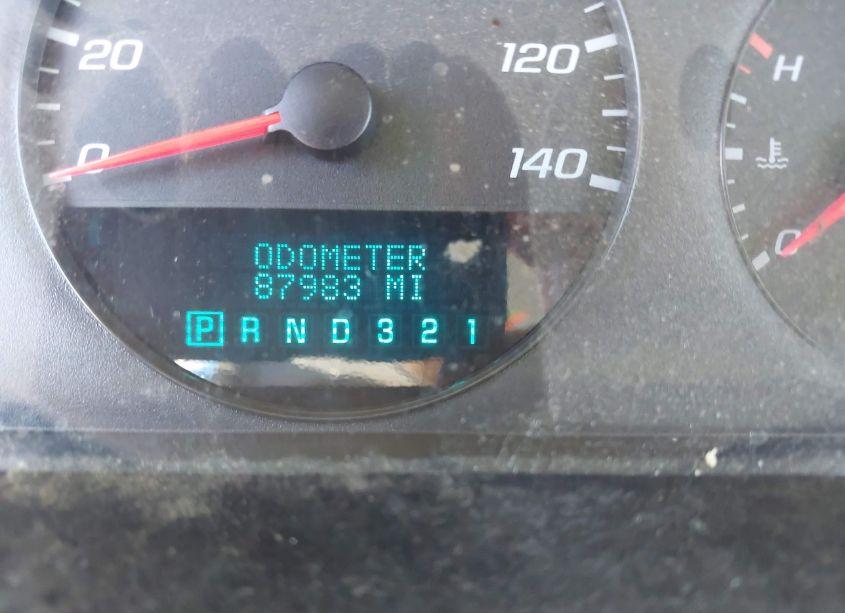 20
120
H
0
140
C
ODOMETER
87983 MI
P R N D 3 2 1